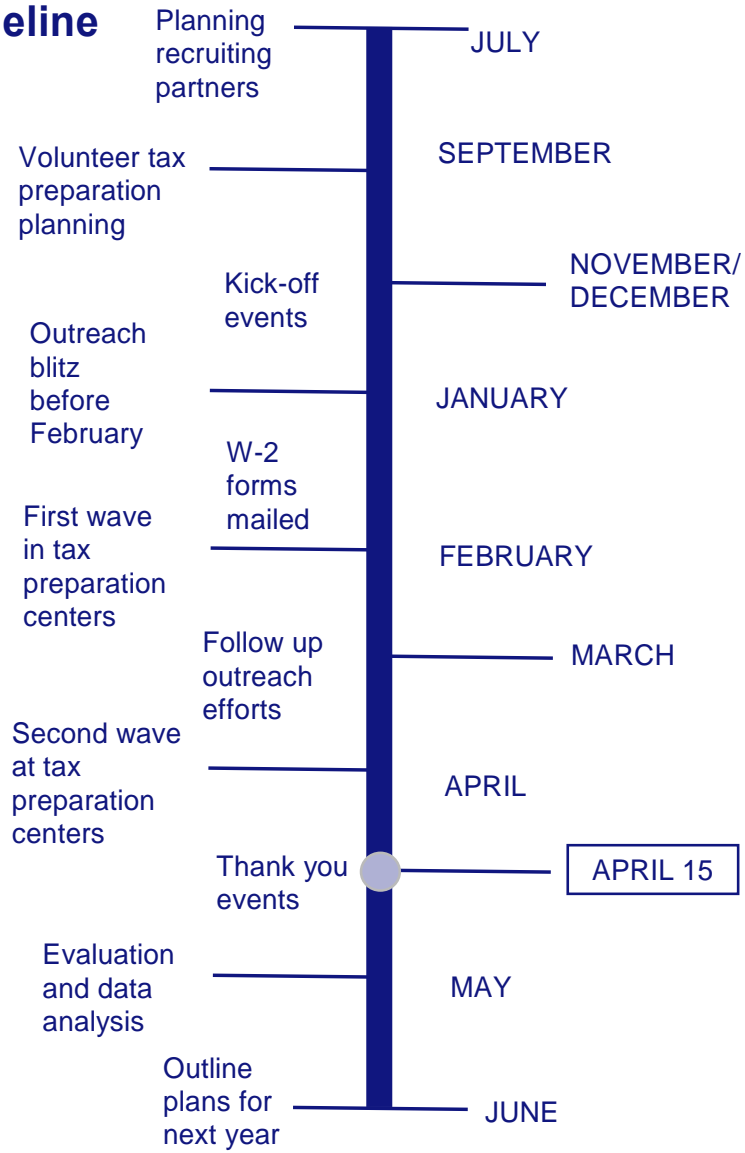 eline
Planning
recruiting
partners
JULY
Volunteer tax
preparation
planning
SEPTEMBER
Kick-off
events
NOVEMBER/
DECEMBER
Outreach
blitz
before
February
JANUARY
W-2
forms
mailed
First wave
in tax
preparation
centers
FEBRUARY
Follow up
outreach
efforts
MARCH
Second wave
at tax
preparation
centers
APRIL
Thank you
events
APRIL 15
Evaluation
and data
analysis
MAY
Outline
plans for
next year
JUNE